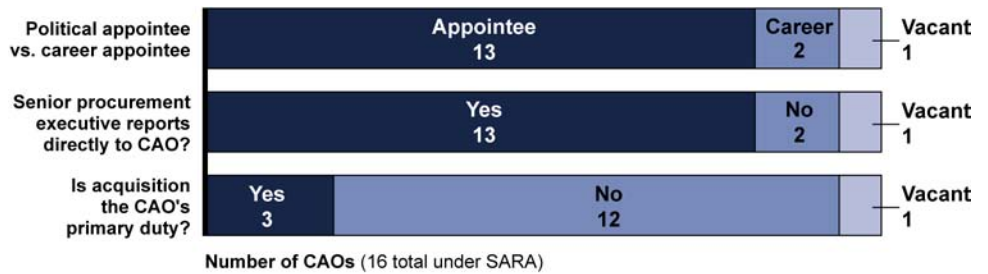 Political appointee
vs. career appointee
Appointee
13
Career
2
Vacant
1
Senior procurement
executive reports
directly to CAO?
Yes
13
No
2
Vacant
1
Is acquisition
the CAO's
primary duty?
Yes
3
No
12
Vacant
1
Number of CAOs (16 total under SARA)